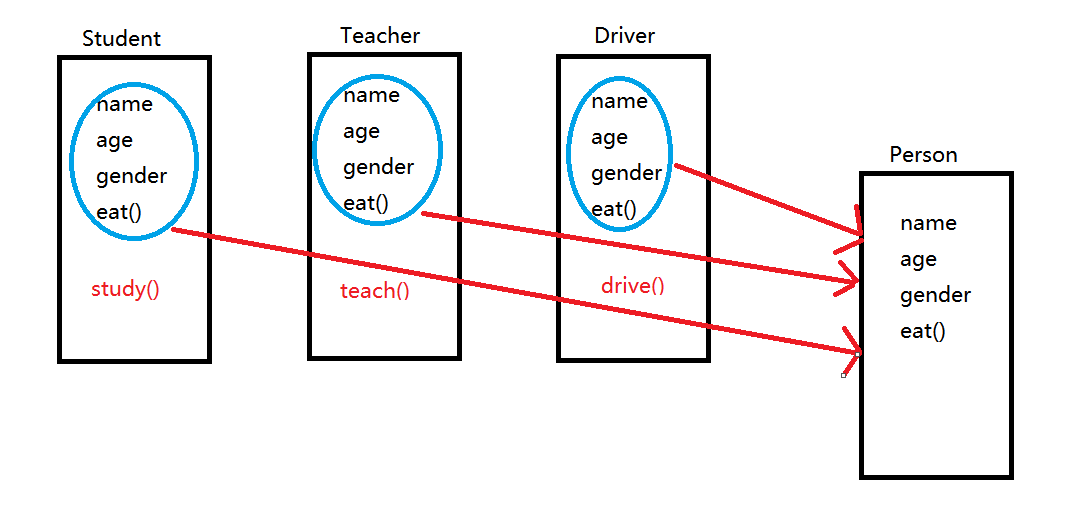 Student
name
age
gender
eat()
study()
Teacher
name
age
gender
eat()
teach()
Driver
name
age
gender
eat()
drive()
Person
name
age
gender
eat()